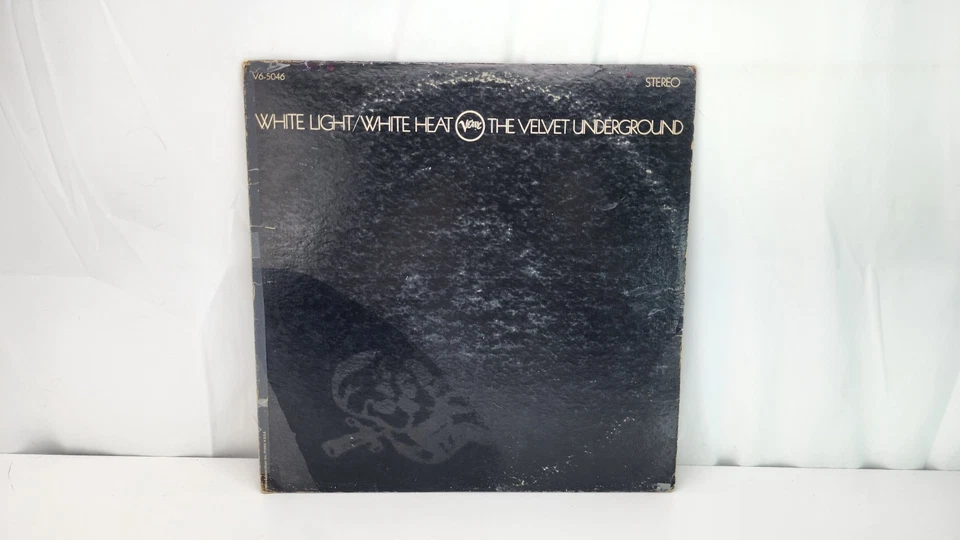 V6-5046
STEREO
WHITE LIGHT/WHITE HEAT Verve THE VELVET UNDERGROUND